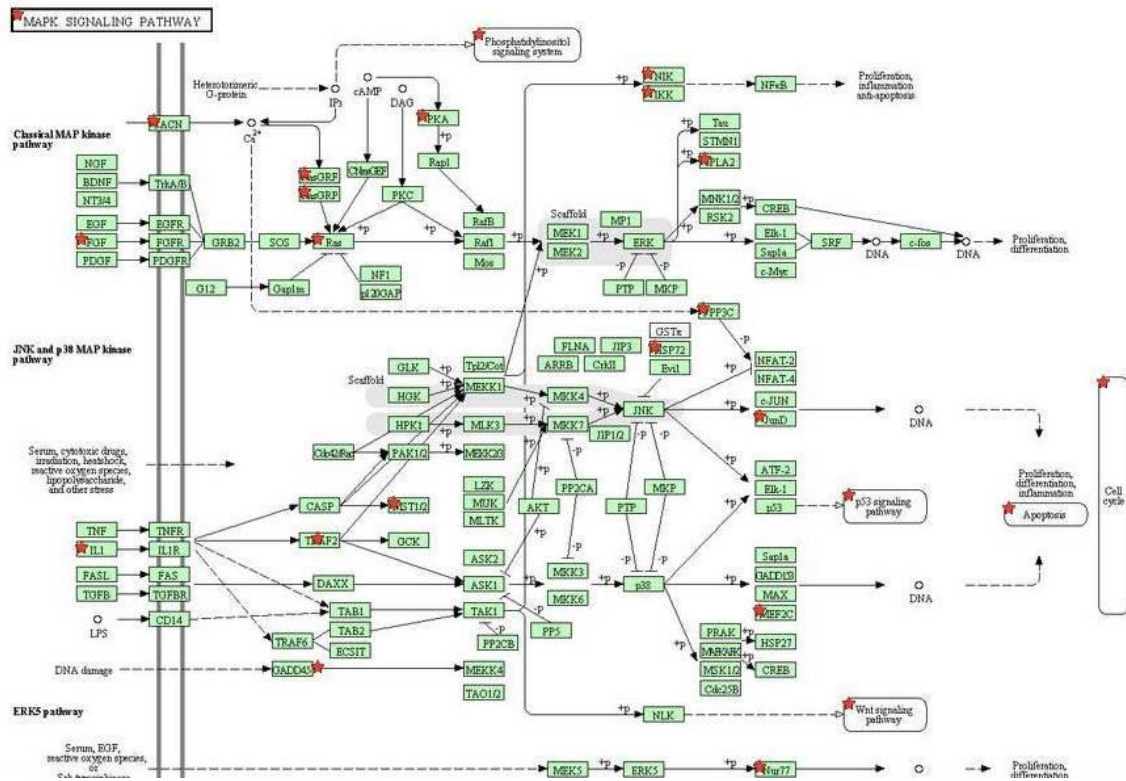 MAPK SIGNALING PATHWAY
Phosphatidylinositol
signaling system
Heterotorimeric
G-protein
IP3
cAMP
DAG
+p
NIK
IKK
NFκB
Proliferation,
inflammation
anti-apoptosis
CACN
Ca2+
PKA
+p
Tau
STMN1
Classical MAP kinase
pathway
NGF
BDNF
NT3/4
TrkA/B
RasGRF
RasGRP
CNasGEF
PKC
Rap1
+p
+p
PLA2
MNK1/2
RSK2
CREB
EGF
EGFR
FGF
FGFR
PDGF
PDGFR
GRB2
SOS
Ras
+p
+p
RafB
Raf1
Mos
+p
Scaffold
MEK1
MEK2
MP1
+p
ERK
+p
+p
Elk-1
Sap1a
c-Myc
SRF
DNA
c-fos
DNA
Proliferation,
differentiation
G12
Gap1m
NF1
p120GAP
+p
-p
-p
PTP
MKP
PPP3C
-p
JNK and p38 MAP kinase
pathway
GSTπ
HSP72
Evi1
FLNA
JIP3
ARRB
CrkII
NFAT-2
NFAT-4
GLK
HGK
Scaffold
+p
+p
Tpl2/Cot
MEKK1
+p
MKK4
+p
JNK
+p
c-JUN
JunD
DNA
HPK1
+p
MLK3
+p
MKK7
+p
JIP1/2
Cdc42/Rac
PAK1/2
+p
MEKK2/3
Serum, cytotoxic drugs,
irradiation, heatshock,
reactive oxygen species,
lipopolysaccharide,
and other stress
LZK
MUK
MLTK
AKT
PP2CA
PTP
MKP
-p
-p
-p
-p
-p
-p
+p
+p
ATF-2
Elk-1
p53
p53 signaling
pathway
Proliferation,
differentiation,
inflammation
Apoptosis
Cell
cycle
CASP
MST1/2
TRAF2
GCK
TNF
TNFR
IL1
IL1R
FASL
FAS
TGFB
TGFBR
LPS
CD14
DAXX
ASK2
ASK1
+p
MKK3
MKK6
+p
p38
+p
Sap1a
GADD153
MAX
MEF2C
DNA
TAB1
TAB2
TRAF6
ECSIT
TAK1
-p
PP2CB
PP5
+p
PRAK
MAPKAPK
MSK1/2
Cdc25B
+p
+p
HSP27
CREB
DNA damage
GADD45
MEKK4
TAO1/2
ERK5 pathway
+p
NLK
Wnt signaling
pathway
Serum, EGF,
reactive oxygen species,
or
MEK5
+p
ERK5
+p
Nur77
DNA
Proliferation,
differentiation